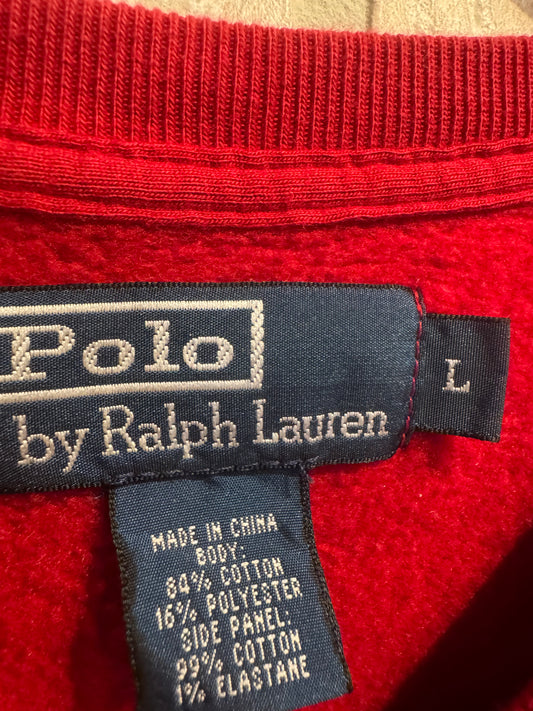 Polo
by Ralph Lauren
L
MADE IN CHINA
BODY:
84% COTTON
16% POLYESTER
SIDE PANEL:
99% COTTON
1% ELASTANE